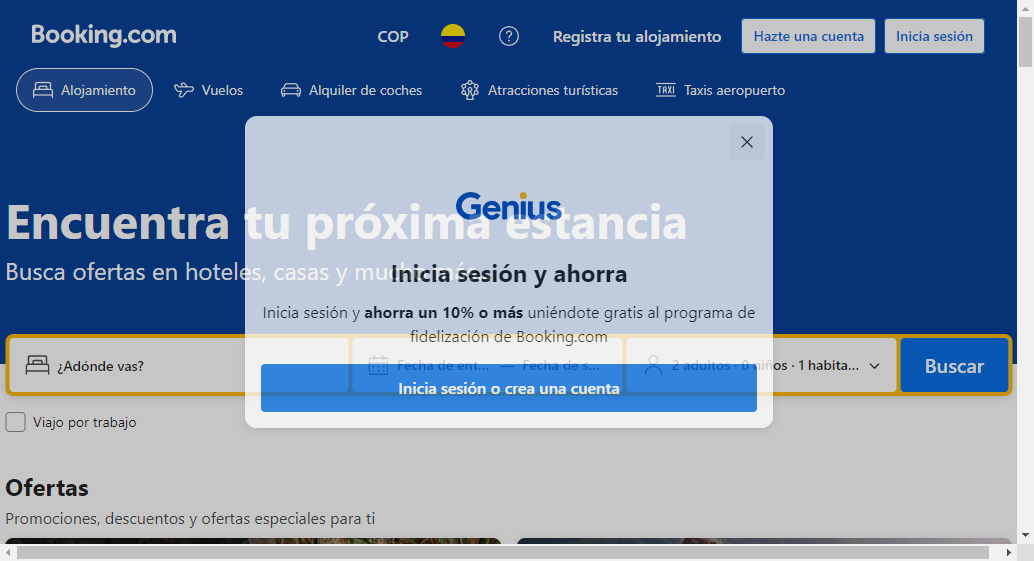 Booking.com
COP
Registra tu alojamiento
Hazte una cuenta
Inicia sesión
Alojamiento
Vuelos
Alquiler de coches
Atracciones turísticas
TAXI Taxis aeropuerto
Genius
Encuentra tu próxima estancia
Busca ofertas en hoteles, casas y mucho más...
Inicia sesión y ahorra
Inicia sesión y ahorra un 10% o más uniéndote gratis al programa de
fidelización de Booking.com
¿Adónde vas?
Fecha de ent... — Fecha de s...
2 adultos · 0 niños · 1 habita...
Buscar
Inicia sesión o crea una cuenta
Viajo por trabajo
Ofertas
Promociones, descuentos y ofertas especiales para ti